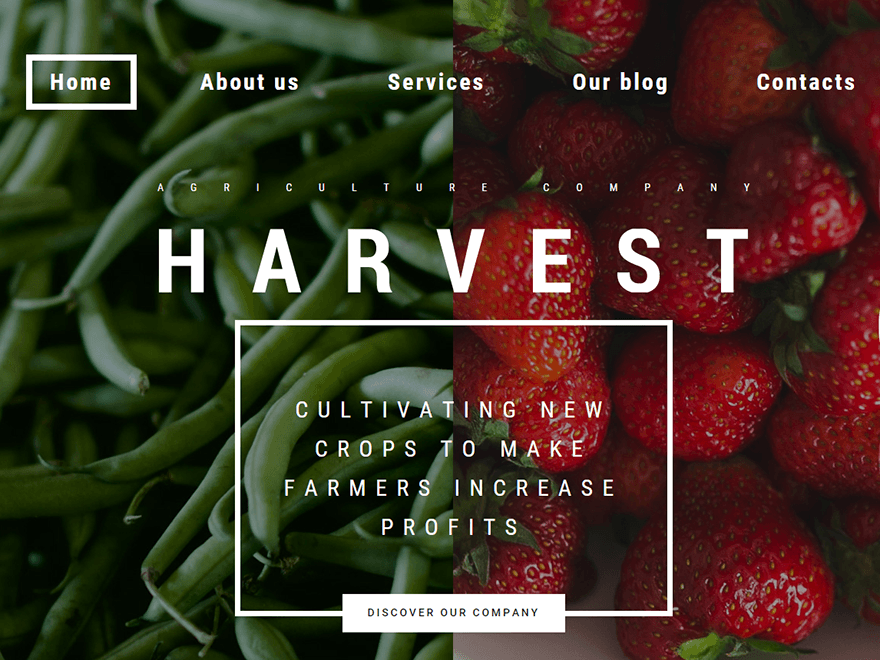 Home
About us
Services
Our blog
Contacts
AGRICULTURE COMPANY
HARVEST
CULTIVATING NEW
CROPS TO MAKE
FARMERS INCREASE
PROFITS
DISCOVER OUR COMPANY